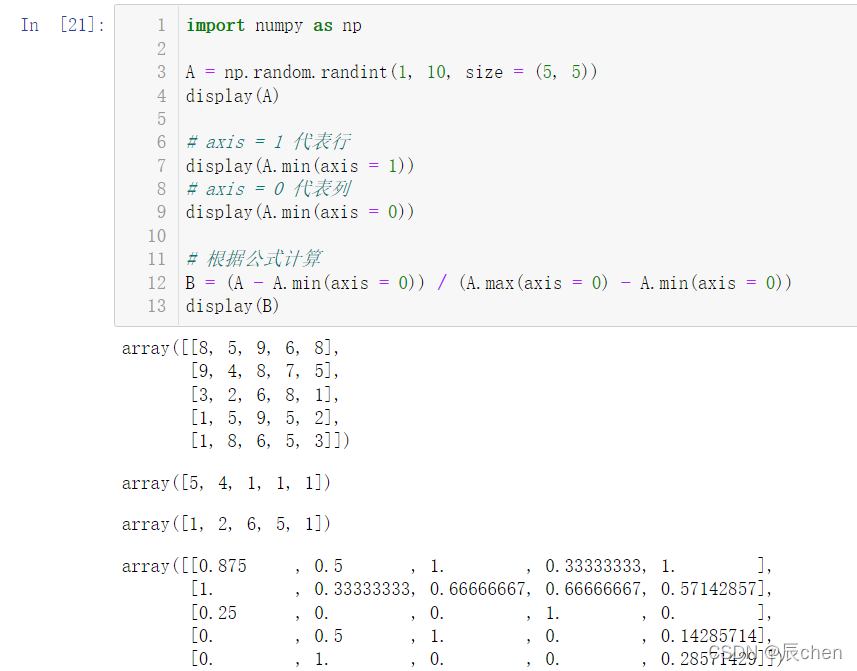 In [21]:
1 import numpy as np
2
3 A = np.random.randint(1, 10, size = (5, 5))
4 display(A)
5
6 # axis = 1 代表行
7 display(A.min(axis = 1))
8 # axis = 0 代表列
9 display(A.min(axis = 0))
10
11 # 根据公式计算
12 B = (A - A.min(axis = 0)) / (A.max(axis = 0) - A.min(axis = 0))
13 display(B)
array([[8, 5, 9, 6, 8],
[9, 4, 8, 7, 5],
[3, 2, 6, 8, 1],
[1, 5, 9, 5, 2],
[1, 8, 6, 5, 3]])
array([5, 4, 1, 1, 1])
array([1, 2, 6, 5, 1])
array([[0.875 , 0.5 , 1. , 0.33333333, 1. ],
[1. , 0.33333333, 0.66666667, 0.66666667, 0.57142857],
[0.25 , 0. , 0. , 1. , 0. ],
[0. , 0.5 , 1. , 0. , 0.14285714],
[0. , 1. , 0. , 0. , 0.28571429]])
CSDN @辰chen